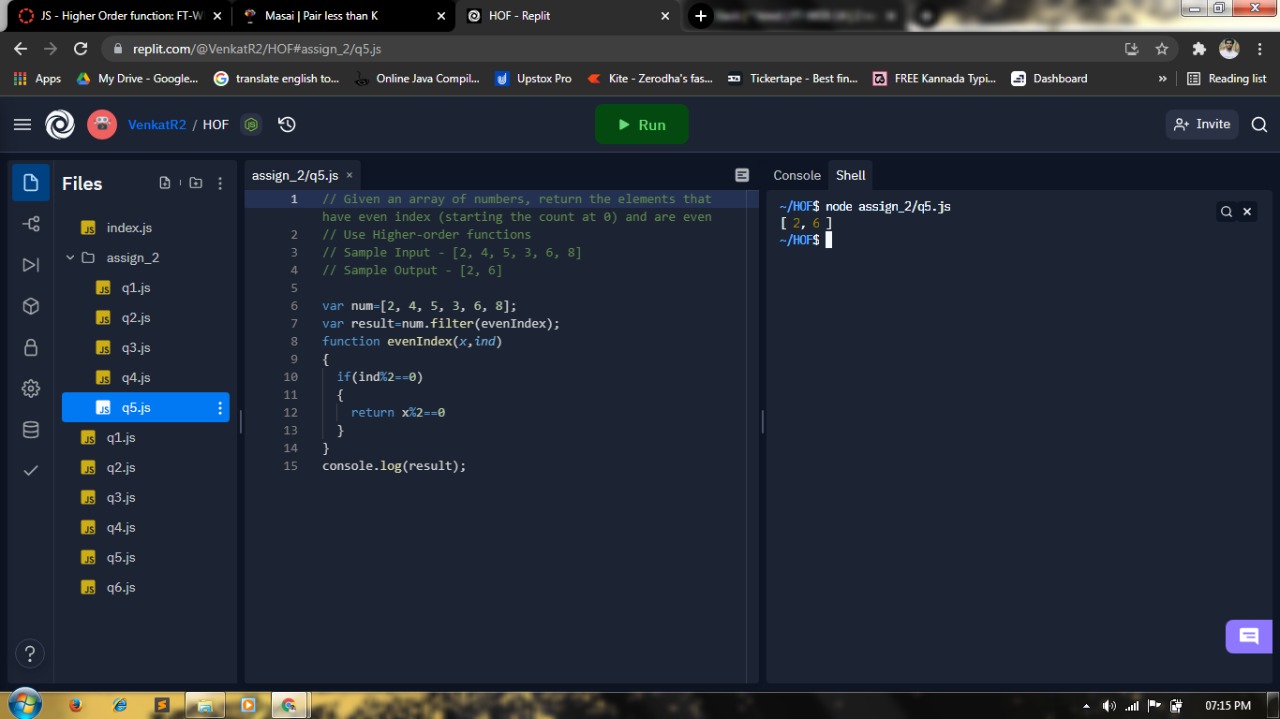 JS - Higher Order function: FT-W
Masai | Pair less than K
HOF - Replit
replit.com/@VenkatR2/HOF#assign_2/q5.js
Apps
My Drive - Google...
translate english to...
Online Java Compil...
Upstox Pro
Kite - Zerodha's fas...
Tickertape - Best fin...
FREE Kannada Typi...
Dashboard
»
Reading list
VenkatR2 / HOF
Run
Invite
Files
index.js
assign_2
q1.js
q2.js
q3.js
q4.js
q5.js
q1.js
q2.js
q3.js
q4.js
q5.js
q6.js
assign_2/q5.js
1 // Given an array of numbers, return the elements that
have even index (starting the count at 0) and are even
2 // Use Higher-order functions
3 // Sample Input - [2, 4, 5, 3, 6, 8]
4 // Sample Output - [2, 6]
5
6 var num=[2, 4, 5, 3, 6, 8];
7 var result=num.filter(evenIndex);
8 function evenIndex(x,ind)
9 {
10 if(ind%2==0)
11 {
12 return x%2==0
13 }
14 }
15 console.log(result);
Console
Shell
~/HOF$ node assign_2/q5.js
[ 2, 6 ]
~/HOF$
?
07:15 PM